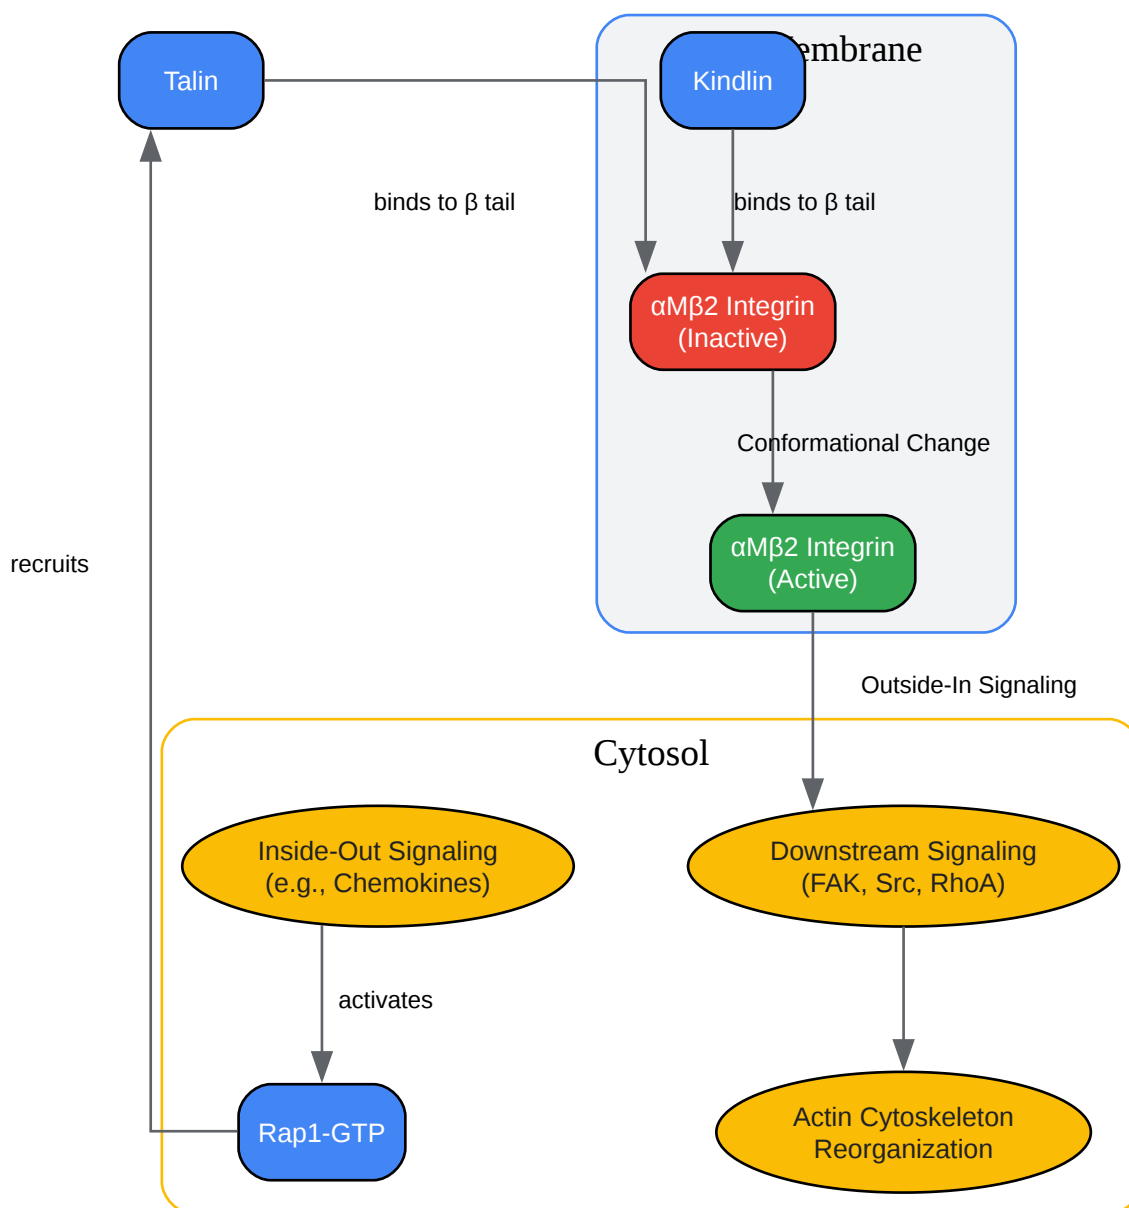 embrane
Talin
Kindlin
binds to β tail
binds to β tail
αMβ2 Integrin
(Inactive)
Conformational Change
αMβ2 Integrin
(Active)
recruits
Outside-In Signaling
Cytosol
Inside-Out Signaling
(e.g., Chemokines)
Downstream Signaling
(FAK, Src, RhoA)
activates
Rap1-GTP
Actin Cytoskeleton
Reorganization